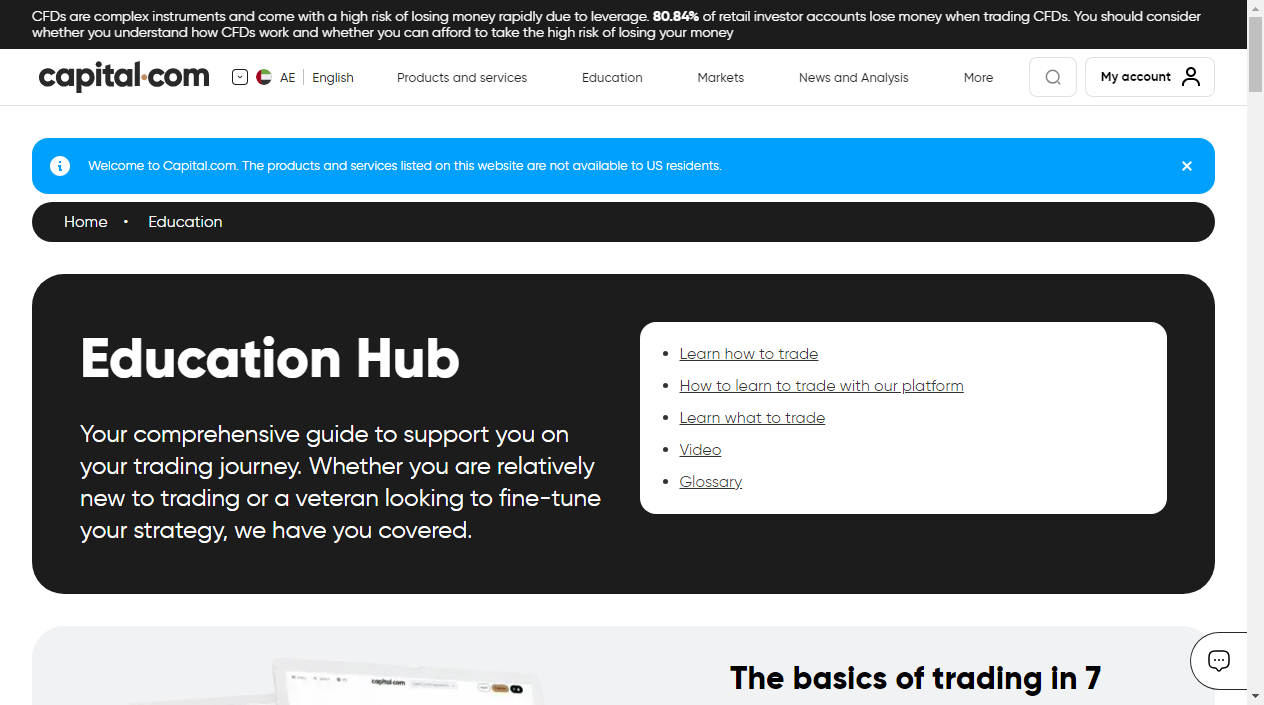 CFDs are complex instruments and come with a high risk of losing money rapidly due to leverage. 80.84% of retail investor accounts lose money when trading CFDs. You should consider
whether you understand how CFDs work and whether you can afford to take the high risk of losing your money
capital.com
AE
English
Products and services
Education
Markets
News and Analysis
More
My account
Welcome to Capital.com. The products and services listed on this website are not available to US residents.
Home • Education
Education Hub
Your comprehensive guide to support you on
your trading journey. Whether you are relatively
new to trading or a veteran looking to fine-tune
your strategy, we have you covered.
• Learn how to trade
• How to learn to trade with our platform
• Learn what to trade
• Video
• Glossary
capital.com
The basics of trading in 7